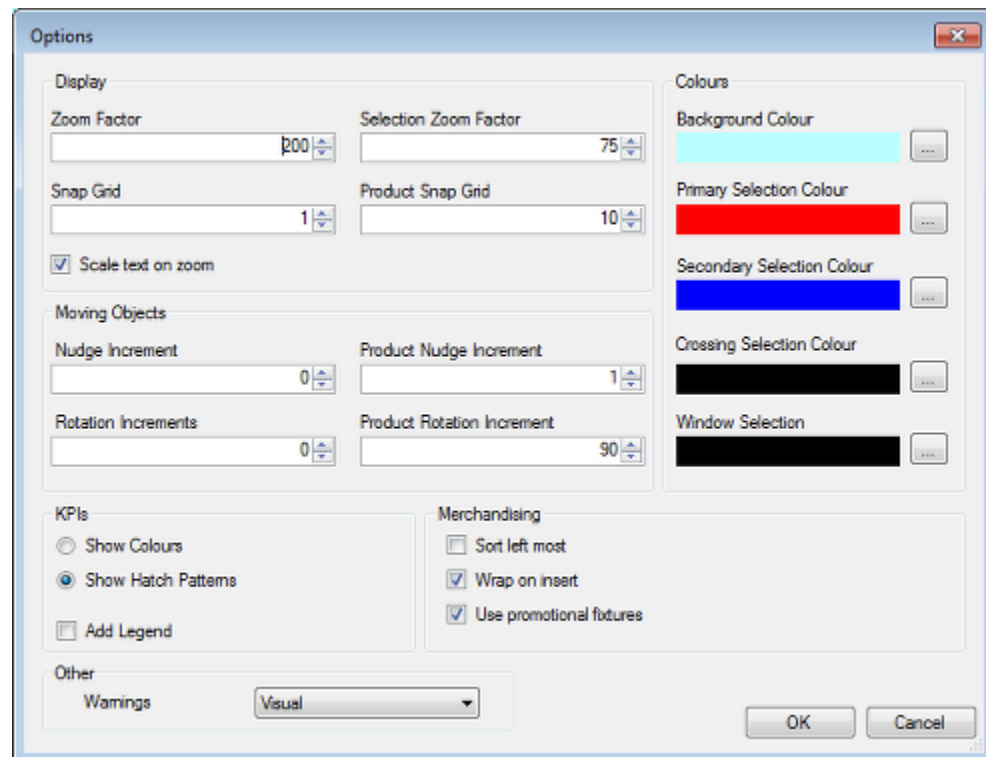 Options
Display
Zoom Factor
200
Selection Zoom Factor
75
Snap Grid
1
Product Snap Grid
10
Scale text on zoom
Moving Objects
Nudge Increment
0
Product Nudge Increment
1
Rotation Increments
0
Product Rotation Increment
90
Colours
Background Colour
...
Primary Selection Colour
...
Secondary Selection Colour
...
Crossing Selection Colour
...
Window Selection
...
KPIs
Show Colours
Show Hatch Patterns
Add Legend
Merchandising
Sort left most
Wrap on insert
Use promotional fixtures
Other
Warnings
Visual
OK
Cancel